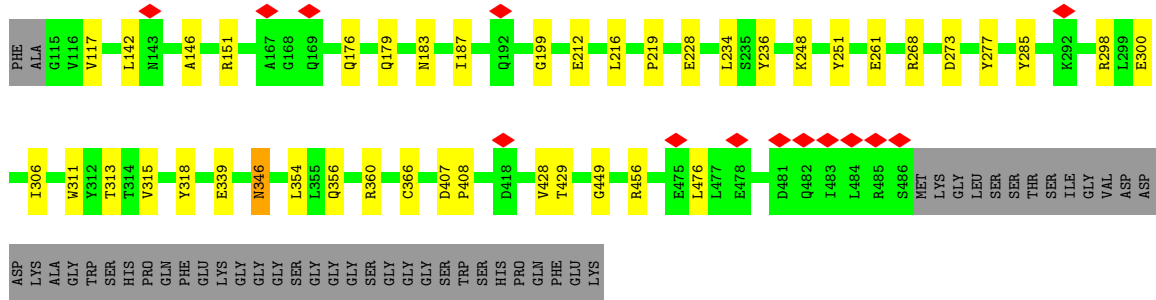 PHE ALA G115 V116 V117 L142 N143 A146 R151 A167 G168 Q169 Q176 Q179 N183 I187 Q192 G199 E212 L216 P219 E228 L234 S235 Y236 K248 Y251 E261 R268 D273 Y277 Y285 K292 R298 L299 E300
I306 W311 Y312 T313 T314 V315 Y318 E339 N346 L354 L355 Q356 R360 C366 D407 P408 D418 V428 T429 G449 R456 E475 L476 L477 E478 D481 Q482 I483 L484 R485 S486 MET LYS GLY LEU SER SER THR SER ILE GLY VAL ASP ASP
ASP LYS ALA GLY TRP SER HIS PRO GLN PHE GLU LYS GLY GLY GLY SER GLY GLY GLY SER GLY GLY GLY SER TRP SER HIS PRO GLN PHE GLU LYS